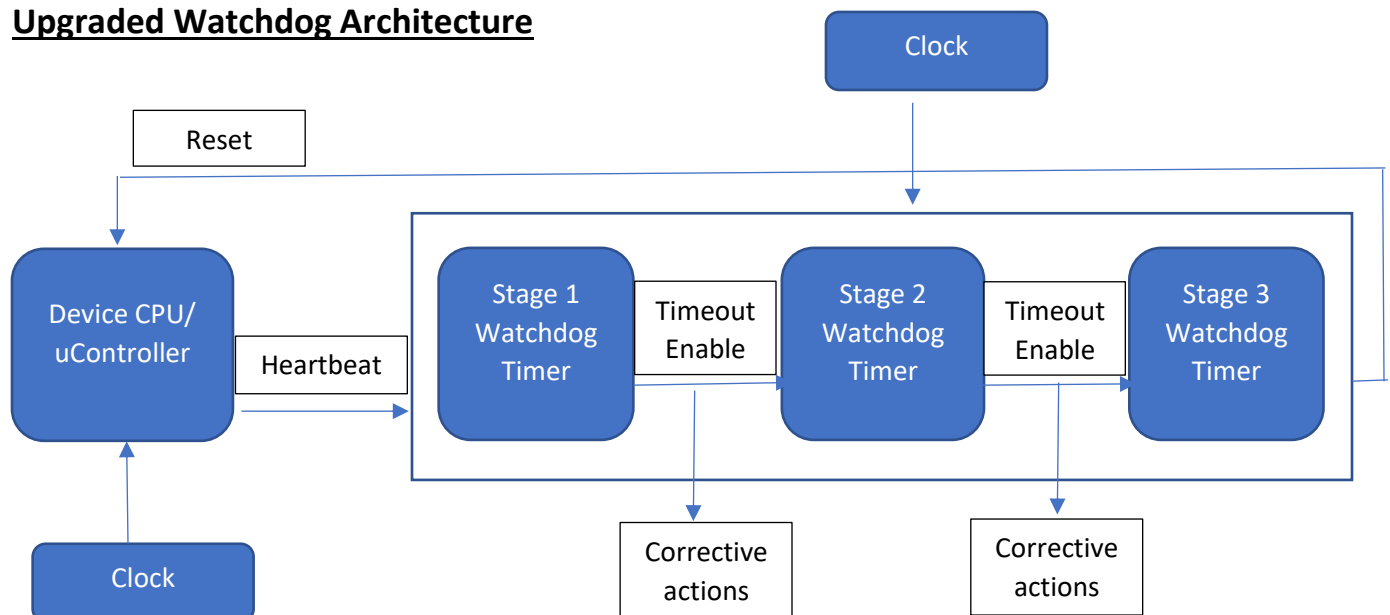 Upgraded Watchdog Architecture
Clock
Reset
Device CPU/
uController
Heartbeat
Stage 1
Watchdog
Timer
Timeout
Enable
Stage 2
Watchdog
Timer
Timeout
Enable
Stage 3
Watchdog
Timer
Clock
Corrective
actions
Corrective
actions